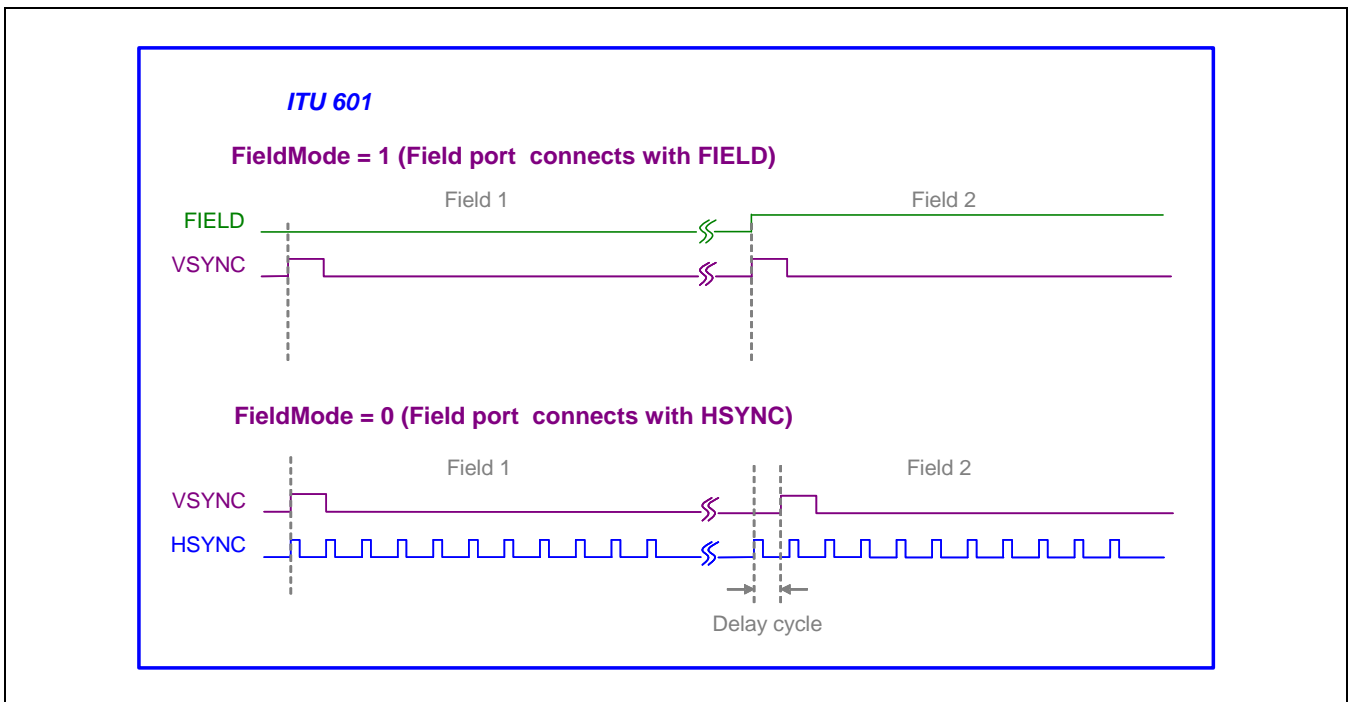 ITU 601
FieldMode = 1 (Field port connects with FIELD)
Field 1
Field 2
FIELD
VSYNC
FieldMode = 0 (Field port connects with HSYNC)
Field 1
Field 2
VSYNC
HSYNC
Delay cycle